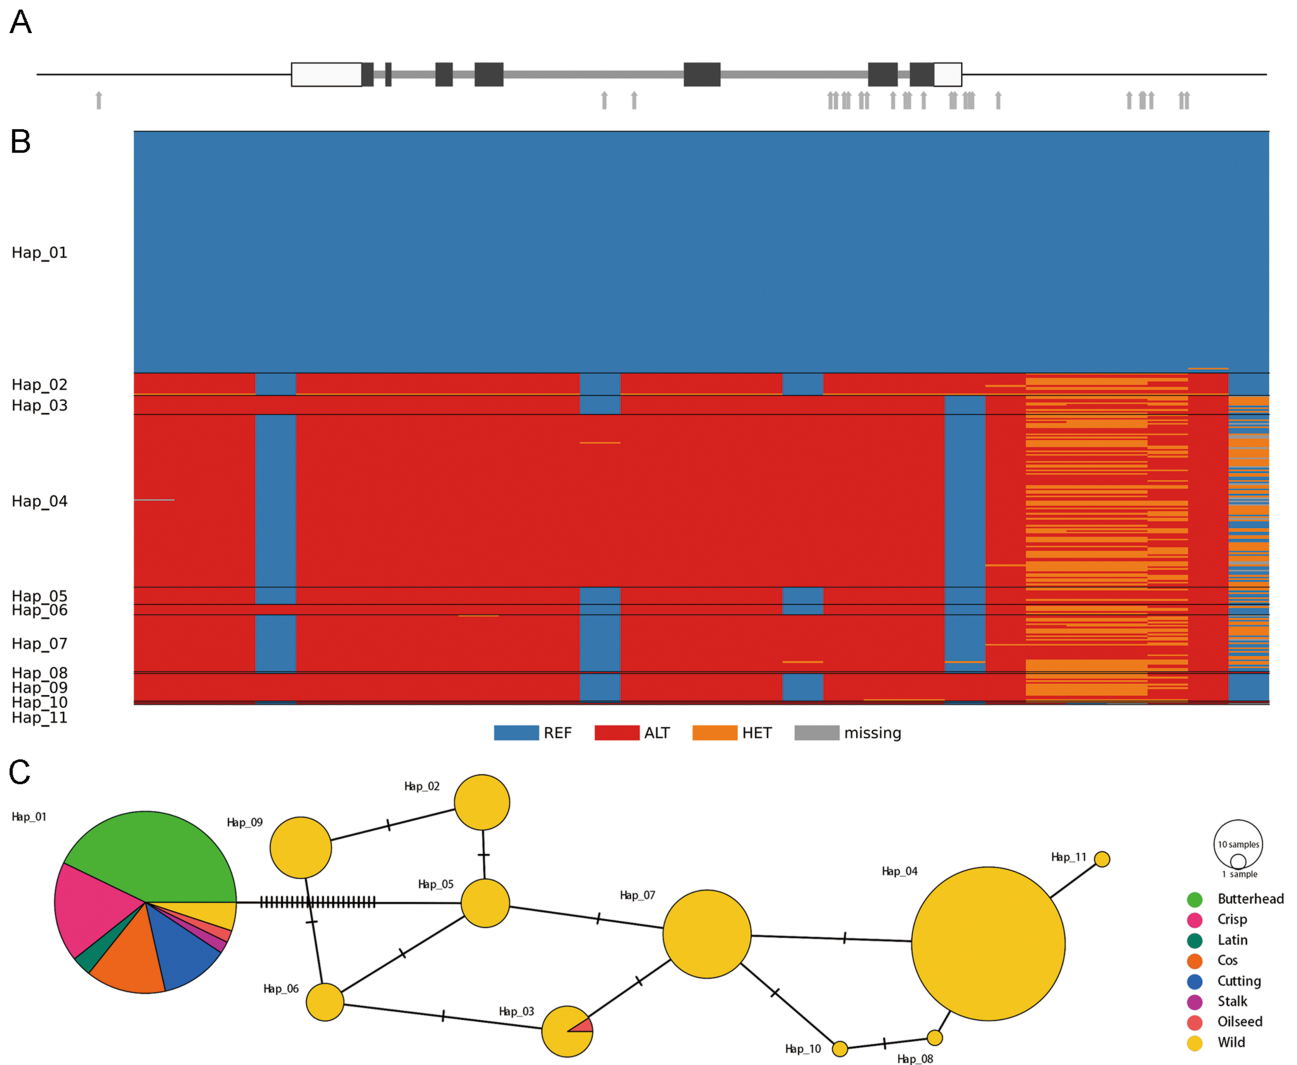 A
B
Hap_01
Hap_02
Hap_03
Hap_04
Hap_05
Hap_06
Hap_07
Hap_08
Hap_09
Hap_10
Hap_11
REF ALT HET missing
C
Hap_01
Hap_09
Hap_02
Hap_05
Hap_06
Hap_03
Hap_07
Hap_04
Hap_11
Hap_10
Hap_08
10 samples
1 sample
Butterhead
Crisp
Latin
Cos
Cutting
Stalk
Oilseed
Wild